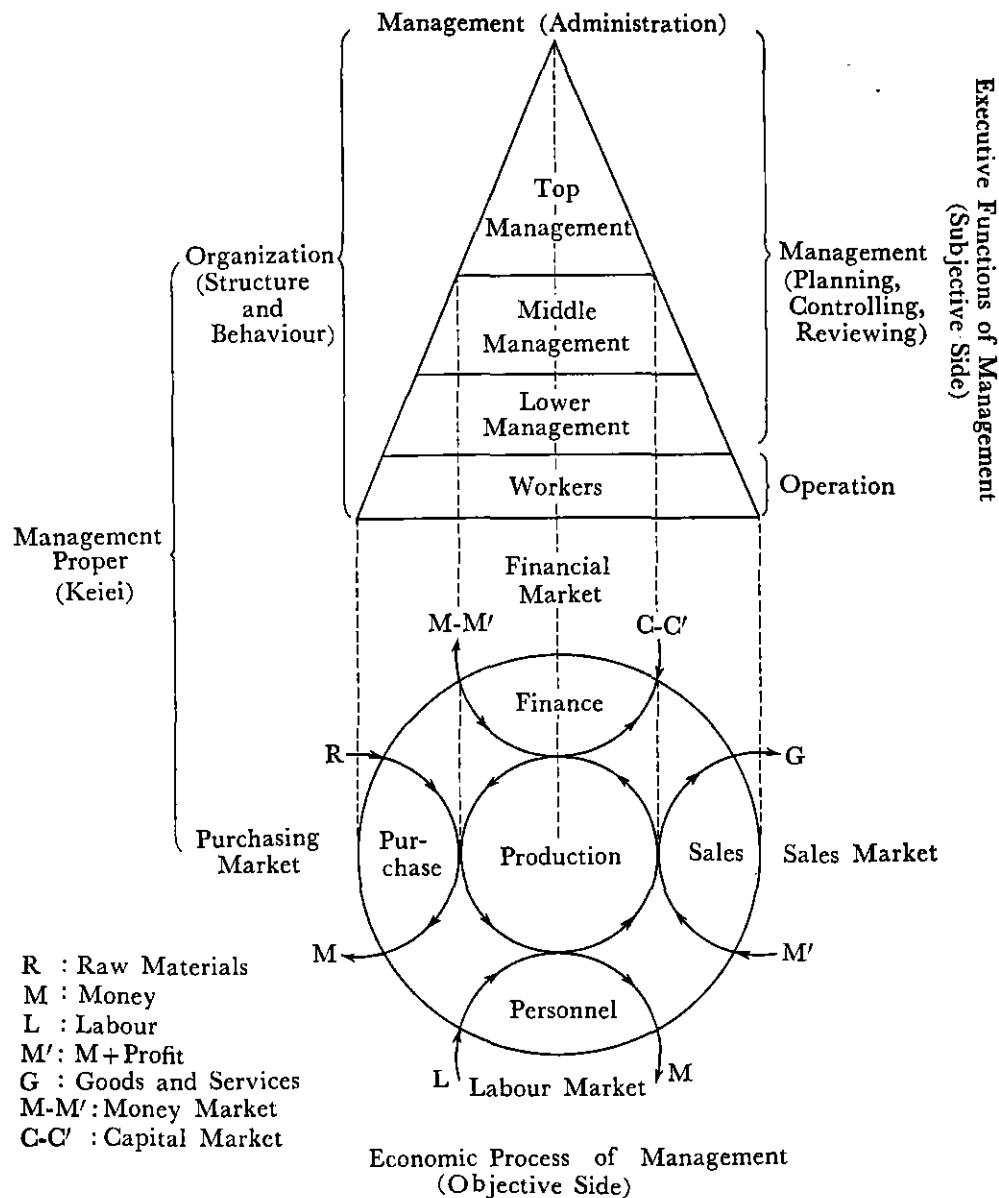 Management (Administration)
Executive Functions of Management
(Subjective Side)
Top
Management
Organization
(Structure
and
Behaviour)
Management
(Planning,
Controlling,
Reviewing)
Middle
Management
Lower
Management
Workers
Operation
Management
Proper
(Keiei)
Financial
Market
M-M′
C-C′
Finance
R
G
Purchasing
Market
Pur-
chase
Production
Sales
Sales Market
M
M′
Personnel
L
Labour Market
M
R : Raw Materials
M : Money
L : Labour
M′: M+Profit
G : Goods and Services
M-M′: Money Market
C-C′ : Capital Market
Economic Process of Management
(Objective Side)